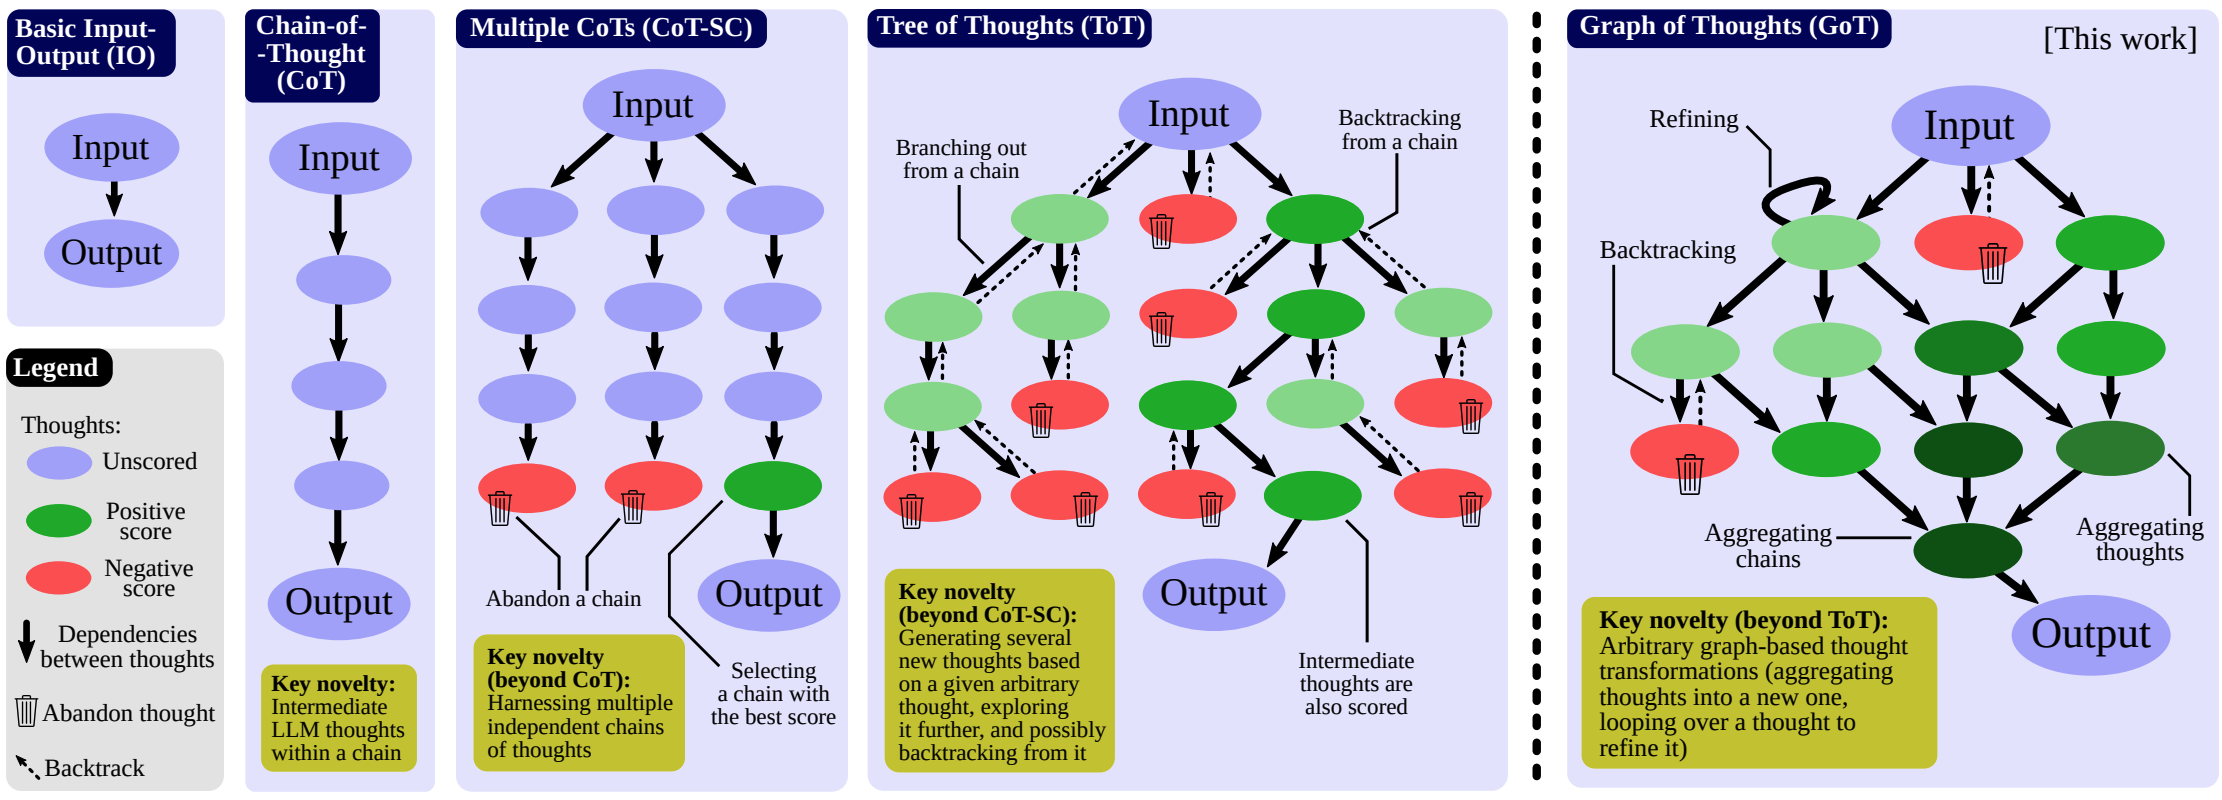 Basic Input-
Output (IO)
Input
Output
Legend
Thoughts:
Unscored
Positive
score
Negative
score
Dependencies
between thoughts
Abandon thought
Backtrack
Chain-of-
-Thought
(CoT)
Input
Output
Key novelty:
Intermediate
LLM thoughts
within a chain
Multiple CoTs (CoT-SC)
Input
Abandon a chain
Output
Selecting
a chain with
the best score
Key novelty
(beyond CoT):
Harnessing multiple
independent chains
of thoughts
Tree of Thoughts (ToT)
Input
Branching out
from a chain
Backtracking
from a chain
Output
Intermediate
thoughts are
also scored
Key novelty
(beyond CoT-SC):
Generating several
new thoughts based
on a given arbitrary
thought, exploring
it further, and possibly
backtracking from it
Graph of Thoughts (GoT)
[This work]
Refining
Input
Backtracking
Aggregating
chains
Aggregating
thoughts
Output
Key novelty (beyond ToT):
Arbitrary graph-based thought
transformations (aggregating
thoughts into a new one,
looping over a thought to
refine it)